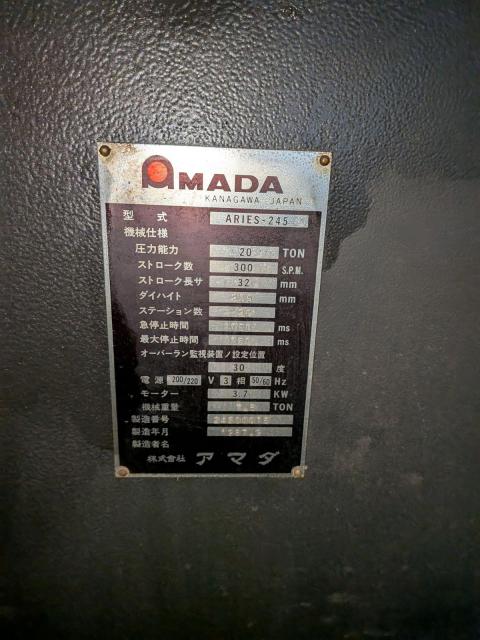 AMADA
KANAGAWA JAPAN
型式 ARIES-245
機械仕様
圧力能力 20 TON
ストローク数 300 S.P.M.
ストローク長サ 32 mm
ダイハイト mm
ステーション数
急停止時間 ms
最大停止時間 ms
オーバーラン監視装置ノ設定位置
30 度
電源 200/220 V 3 相 50/60 Hz
モーター 3.7 KW
機械重量 TON
製造番号
製造年月
製造者名
株式会社 アマダ